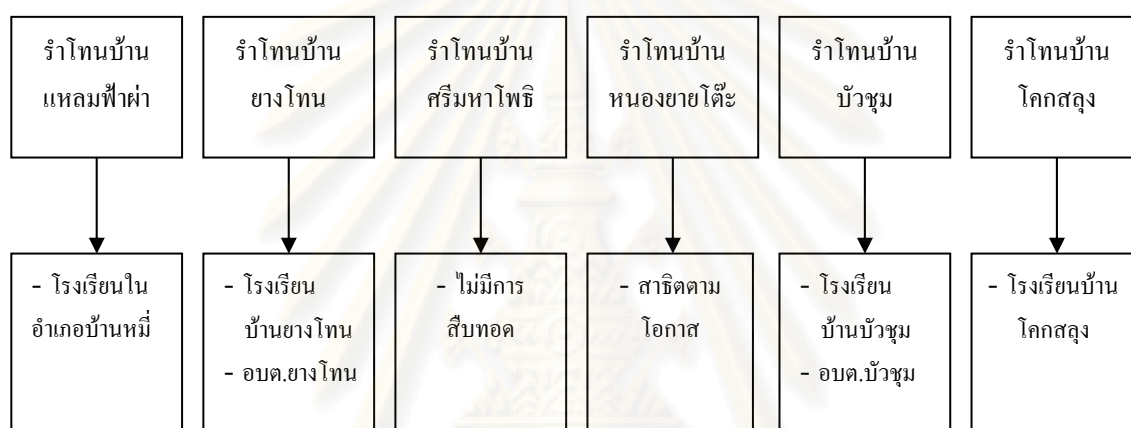 รำโทนบ้าน
แหลมฟ้าผ่า
รำโทนบ้าน
ยางโทน
รำโทนบ้าน
ศรีมหาโพธิ
รำโทนบ้าน
หนองยายโต๊ะ
รำโทนบ้าน
บัวชุม
รำโทนบ้าน
โคกสลุง
- โรงเรียนใน
อำเภอบ้านหมี่
- โรงเรียน
บ้านยางโทน
- อบต.ยางโทน
- ไม่มีการ
สืบทอด
- สาธิตตาม
โอกาส
- โรงเรียน
บ้านบัวชุม
- อบต.บัวชุม
- โรงเรียนบ้าน
โคกสลุง